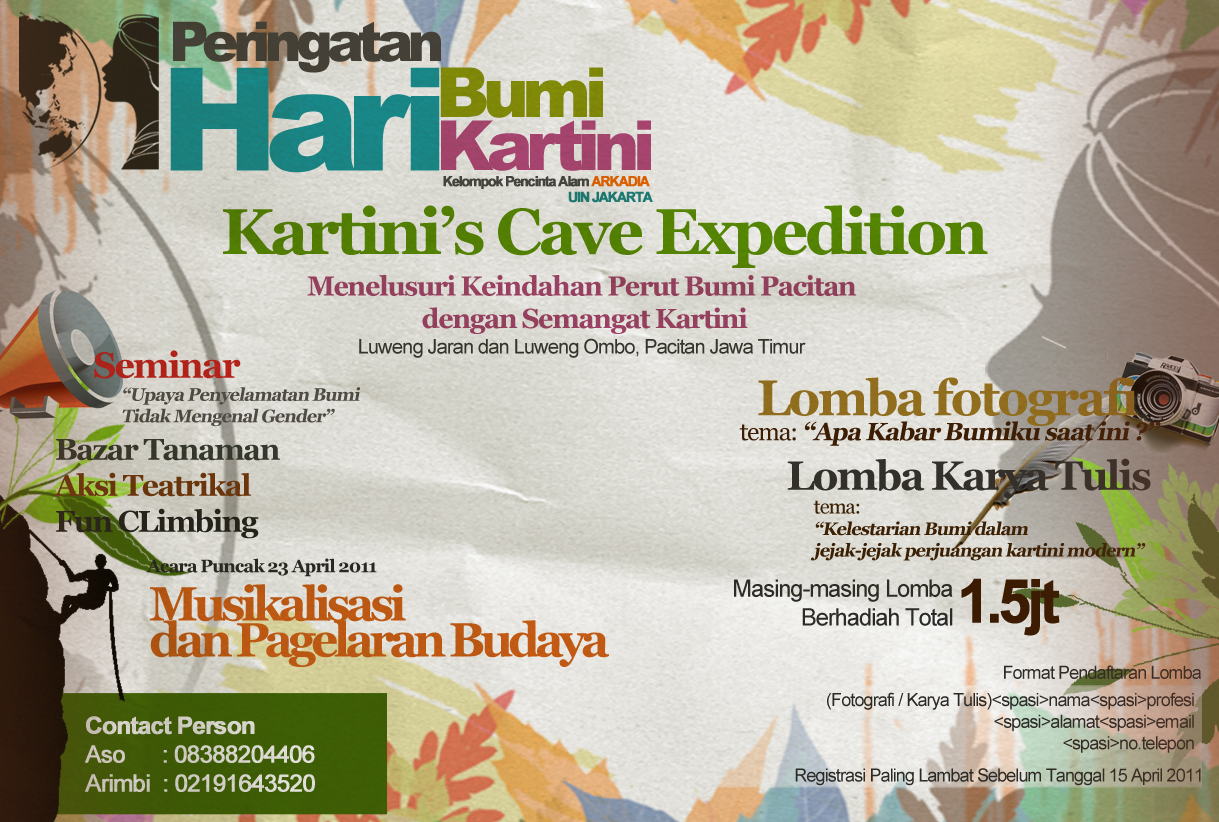 Peringatan
Hari Bumi
Kartini
Kelompok Pencinta Alam ARKADIA
UIN JAKARTA
Kartini's Cave Expedition
Menelusuri Keindahan Perut Bumi Pacitan
dengan Semangat Kartini
Luweng Jaran dan Luweng Ombo, Pacitan Jawa Timur
Seminar
“Upaya Penyelamatan Bumi
Tidak Mengenal Gender”
Bazar Tanaman
Aksi Teatrikal
Fun CLimbing
Acara Puncak 23 April 2011
Musikalisasi
dan Pagelaran Budaya
Contact Person
Aso : 08388204406
Arimbi : 02191643520
Lomba fotografi
tema: “Apa Kabar Bumiku saat ini ?”
Lomba Karya Tulis
tema:
“Kelestarian Bumi dalam
jejak-jejak perjuangan kartini modern”
Masing-masing Lomba
Berhadiah Total 1.5jt
Format Pendaftaran Lomba
(Fotografi / Karya Tulis)<spasi>nama<spasi>profesi
<spasi>alamat<spasi>email
<spasi>no.telepon
Registrasi Paling Lambat Sebelum Tanggal 15 April 2011